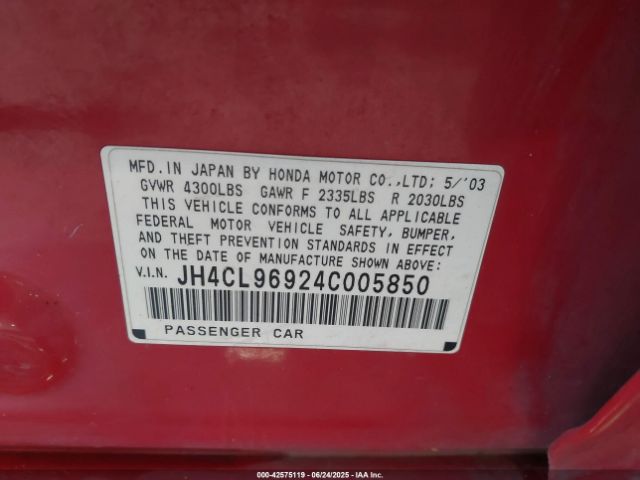 MFD.IN JAPAN BY HONDA MOTOR CO.,LTD; 5/'03
GVWR 4300LBS GAWR F 2335LBS R 2030LBS
THIS VEHICLE CONFORMS TO ALL APPLICABLE
FEDERAL MOTOR VEHICLE SAFETY, BUMPER,
AND THEFT PREVENTION STANDARDS IN EFFECT
ON THE DATE OF MANUFACTURE SHOWN ABOVE:
V.I.N. JH4CL96924C005850
PASSENGER CAR
000-42575119 - 06/24/2025 - IAA Inc.